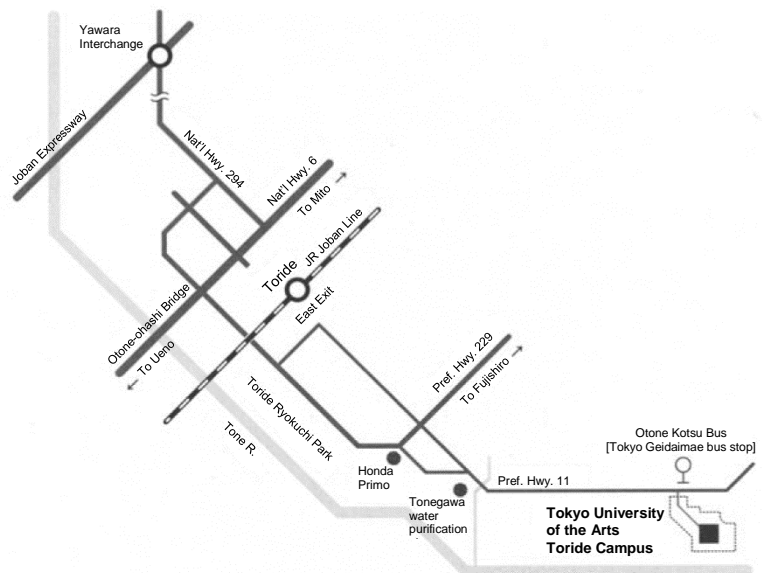 Yawara
Interchange
Joban Expressway
Nat'l Hwy. 294
Nat'l Hwy. 6
To Mito →
JR Joban Line
Toride
East Exit
Otone-ohashi Bridge
← To Ueno
Pref. Hwy. 229
To Fujishiro →
Toride Ryokuchi Park
Tone R.
Otone Kotsu Bus
[Tokyo Geidaimae bus stop]
Honda
Primo
Pref. Hwy. 11
Tonegawa
water
purification
Tokyo University
of the Arts
Toride Campus